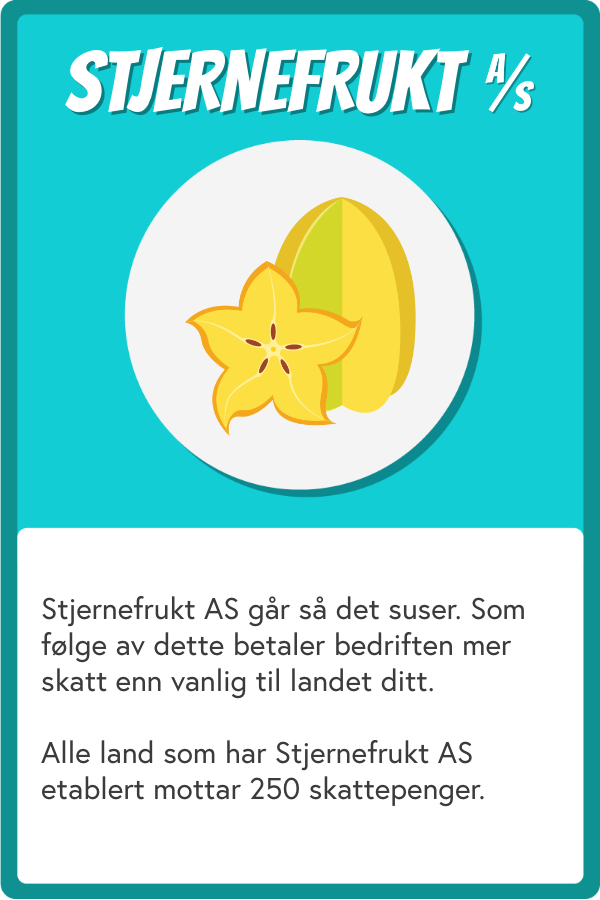 STJERNEFRUKT A/S
Stjernefrukt AS går så det suser. Som
følge av dette betaler bedriften mer
skatt enn vanlig til landet ditt.
Alle land som har Stjernefrukt AS
etablert mottar 250 skattepenger.